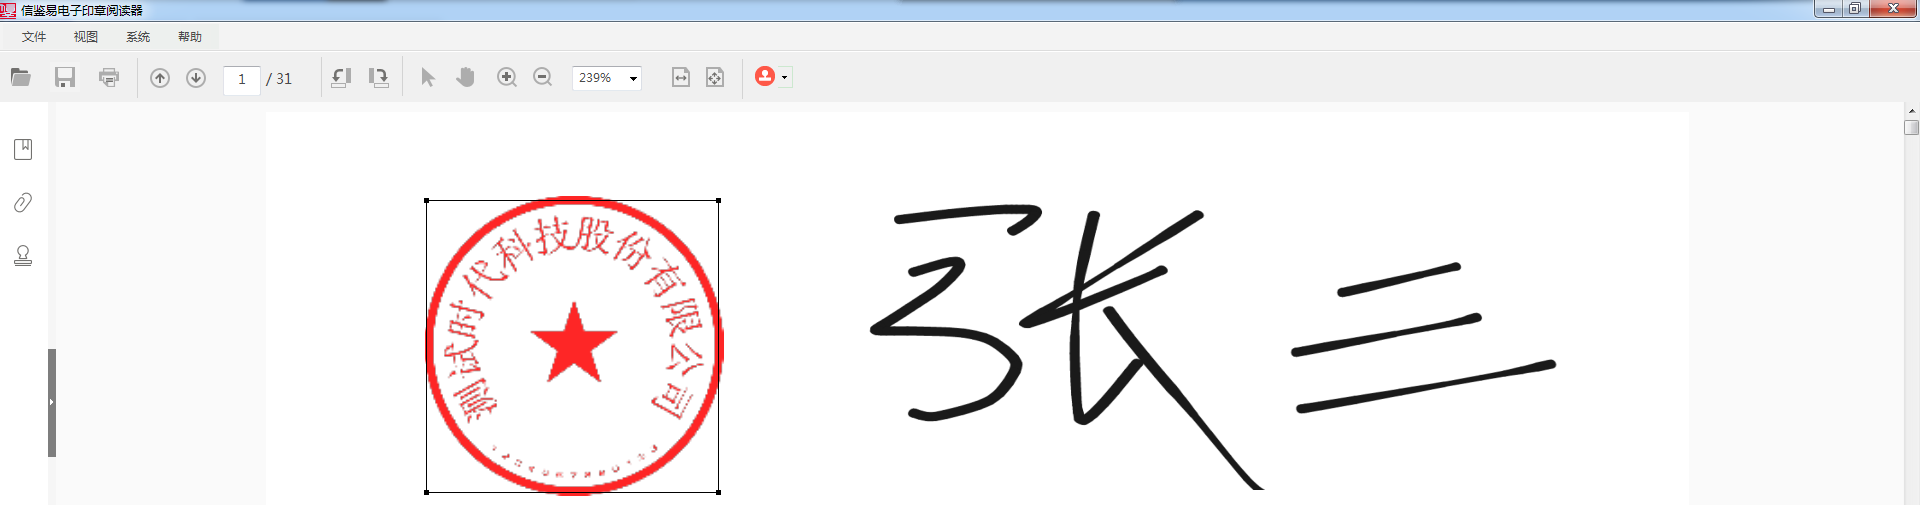 信鉴易电子印章阅读器
文件 视图 系统 帮助
1 / 31 239%
测试时代科技股份有限公司
张三